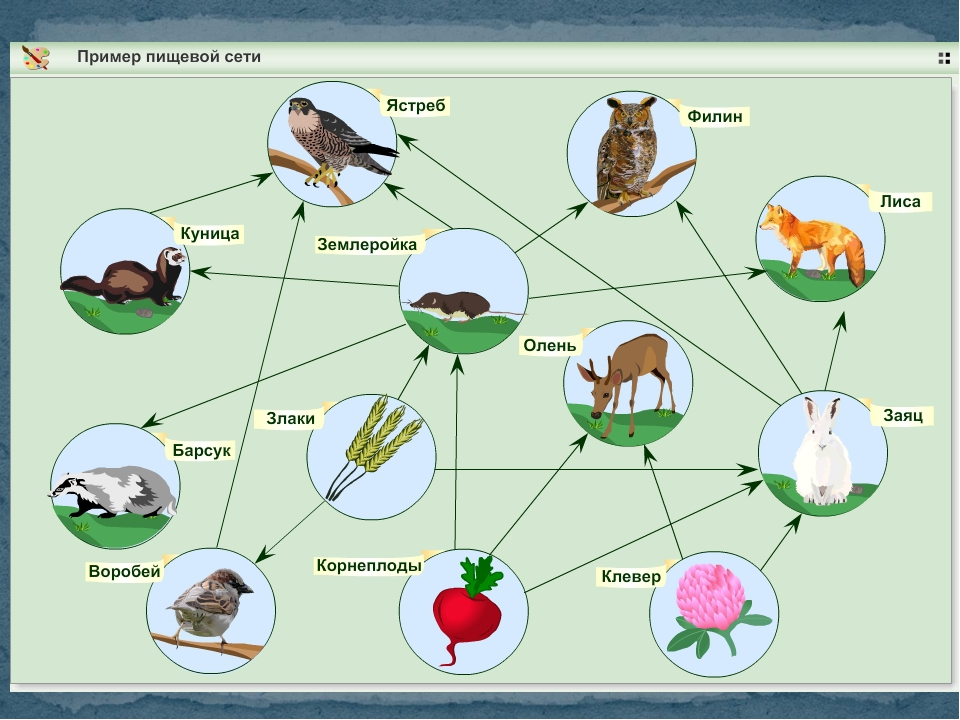 Пример пищевой сети
Ястреб
Филин
Лиса
Куница
Землеройка
Олень
Злаки
Заяц
Барсук
Воробей
Корнеплоды
Клевер